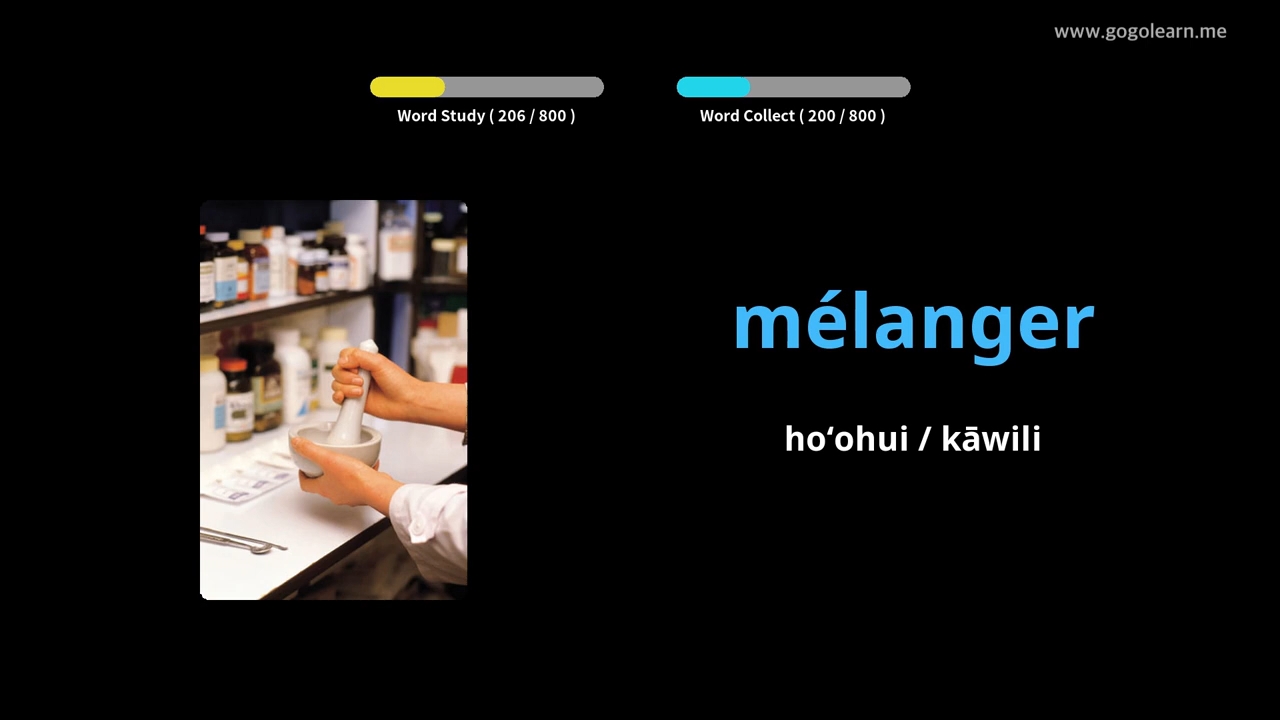 www.gogolearn.me
Word Study ( 206 / 800 )
Word Collect ( 200 / 800 )
mélanger
hoʻohui / kāwili